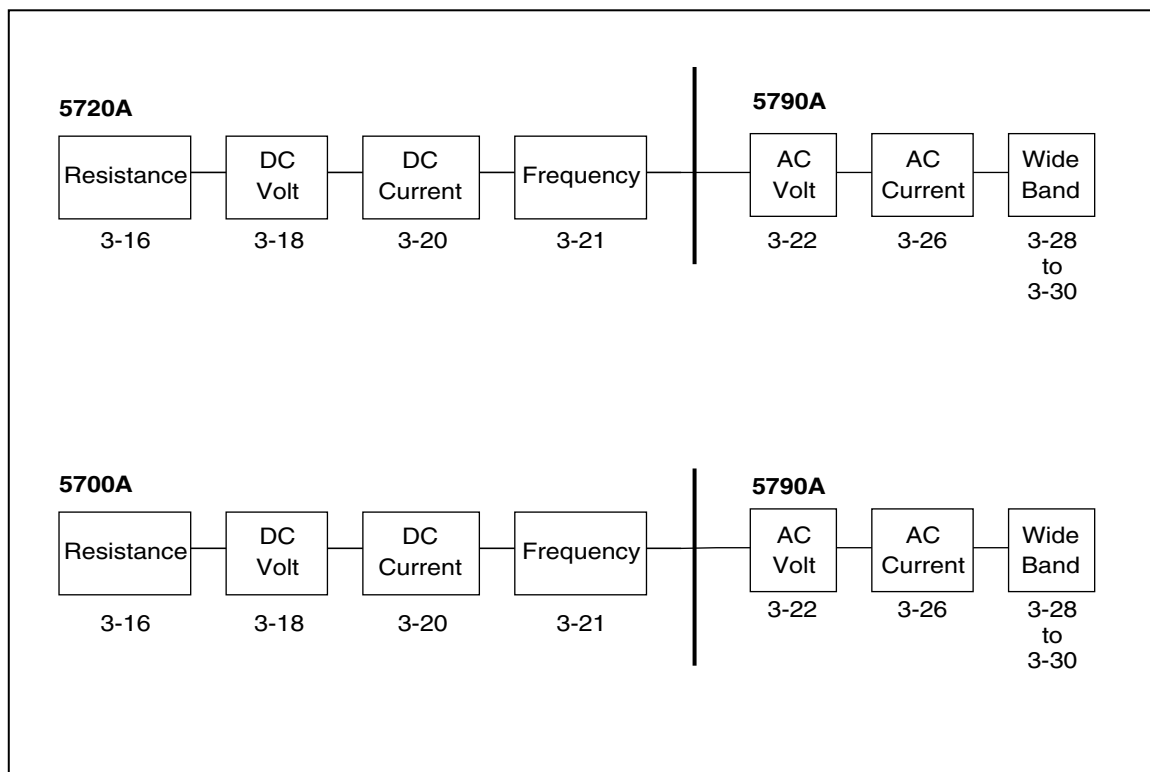 5720A
5790A
Resistance
DC
Volt
DC
Current
Frequency
AC
Volt
AC
Current
Wide
Band
3-16
3-18
3-20
3-21
3-22
3-26
3-28
to
3-30
5700A
5790A
Resistance
DC
Volt
DC
Current
Frequency
AC
Volt
AC
Current
Wide
Band
3-16
3-18
3-20
3-21
3-22
3-26
3-28
to
3-30